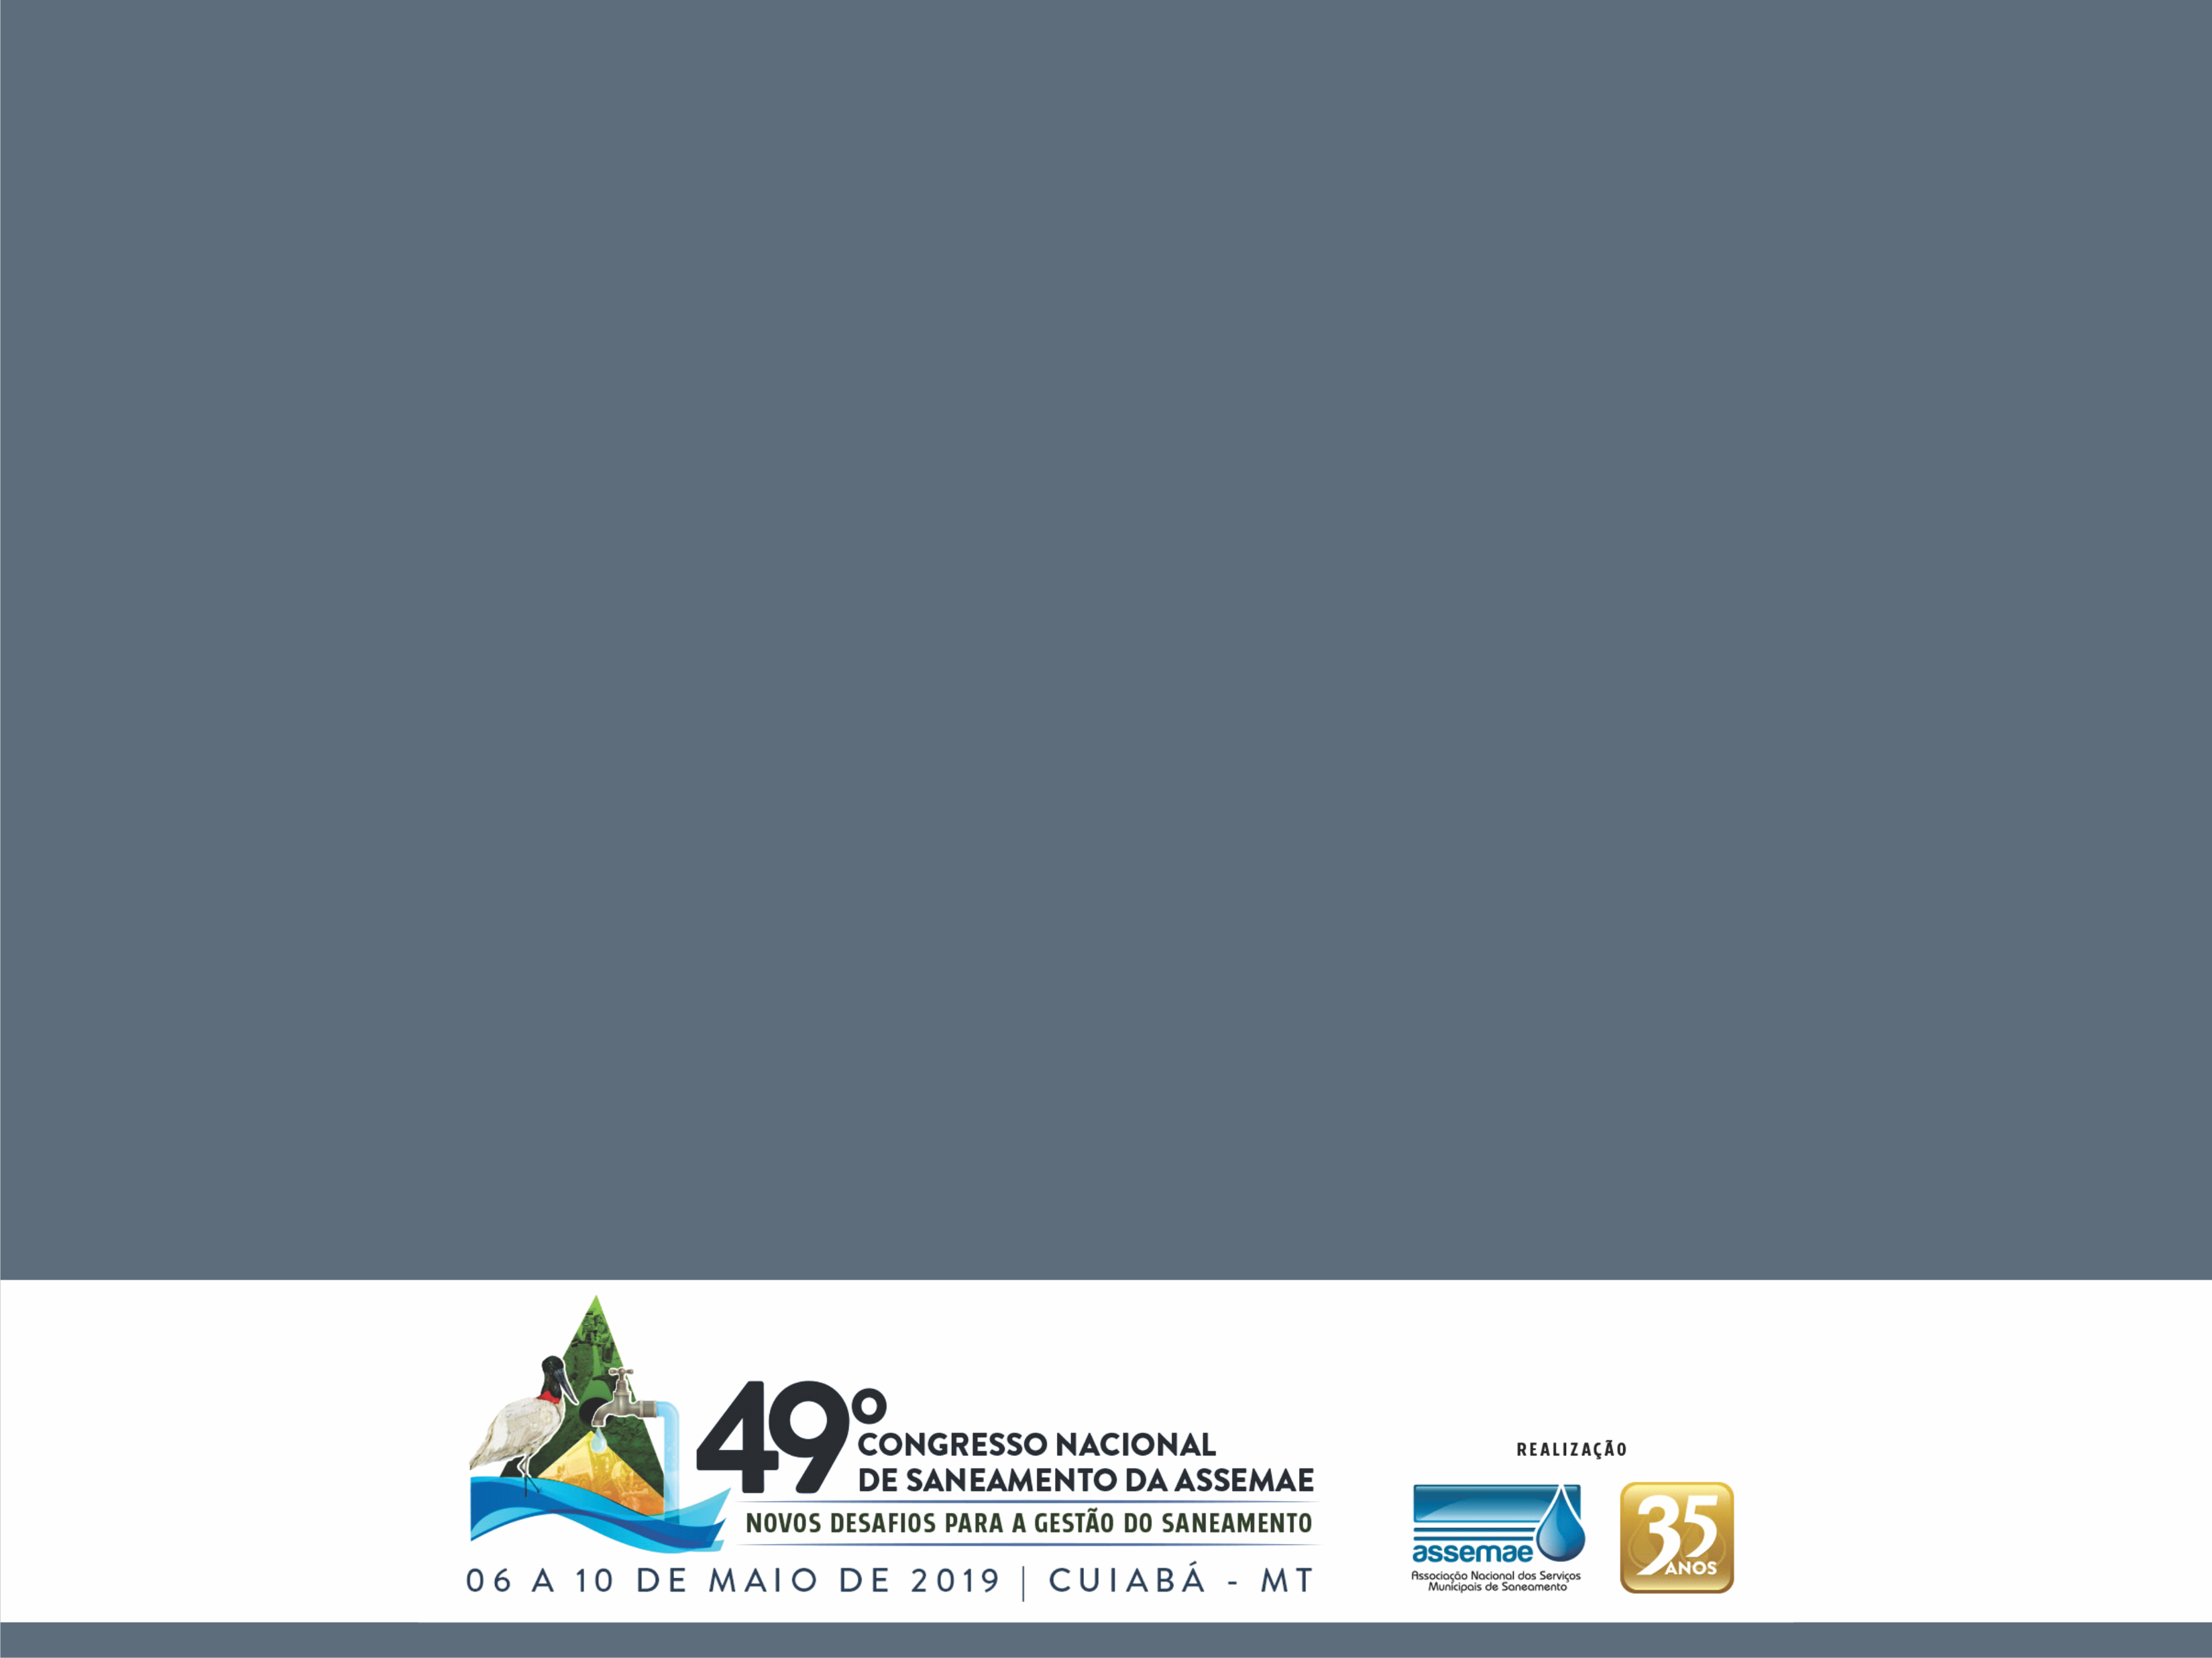 49º
CONGRESSO NACIONAL
DE SANEAMENTO DA ASSEMAE
NOVOS DESAFIOS PARA A GESTÃO DO SANEAMENTO
06 A 10 DE MAIO DE 2019 | CUIABÁ - MT
REALIZAÇÃO
assemae
Associação Nacional dos Serviços
Municipais de Saneamento
35
ANOS